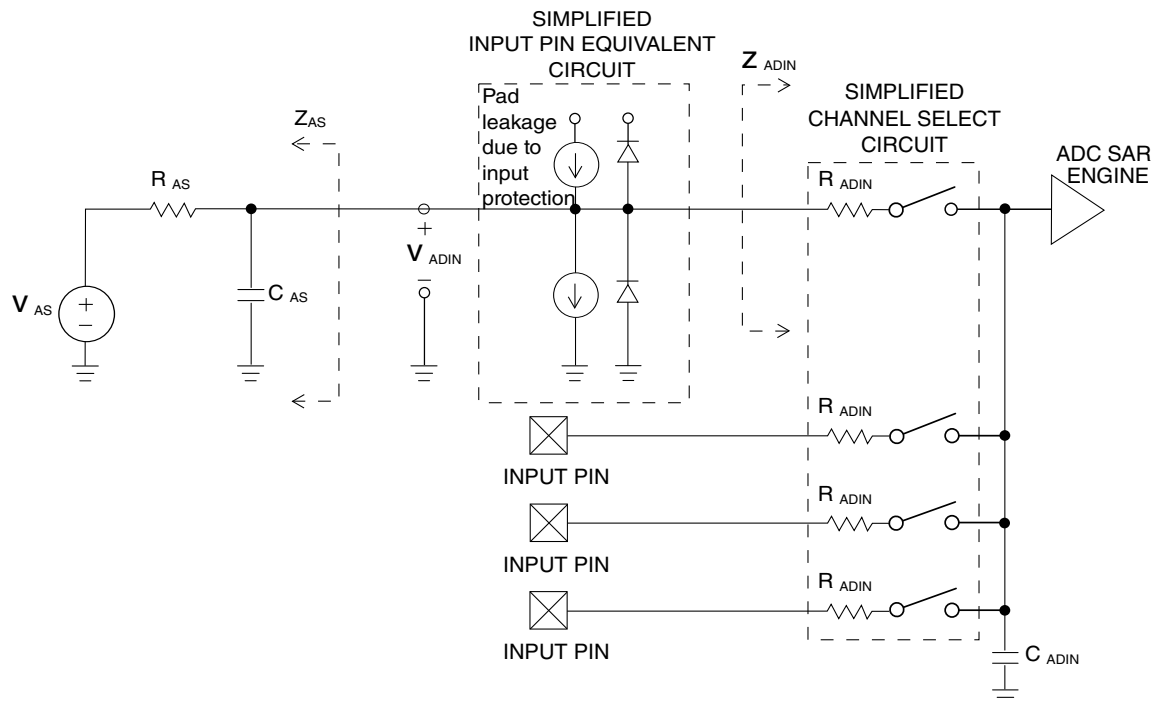 SIMPLIFIED
INPUT PIN EQUIVALENT
CIRCUIT
Pad
leakage
due to
input
protection
Z ADIN
SIMPLIFIED
CHANNEL SELECT
CIRCUIT
ADC SAR
ENGINE
ZAS
R AS
R ADIN
+
V ADIN
−
V AS
+
−
C AS
R ADIN
INPUT PIN
R ADIN
INPUT PIN
R ADIN
INPUT PIN
C ADIN